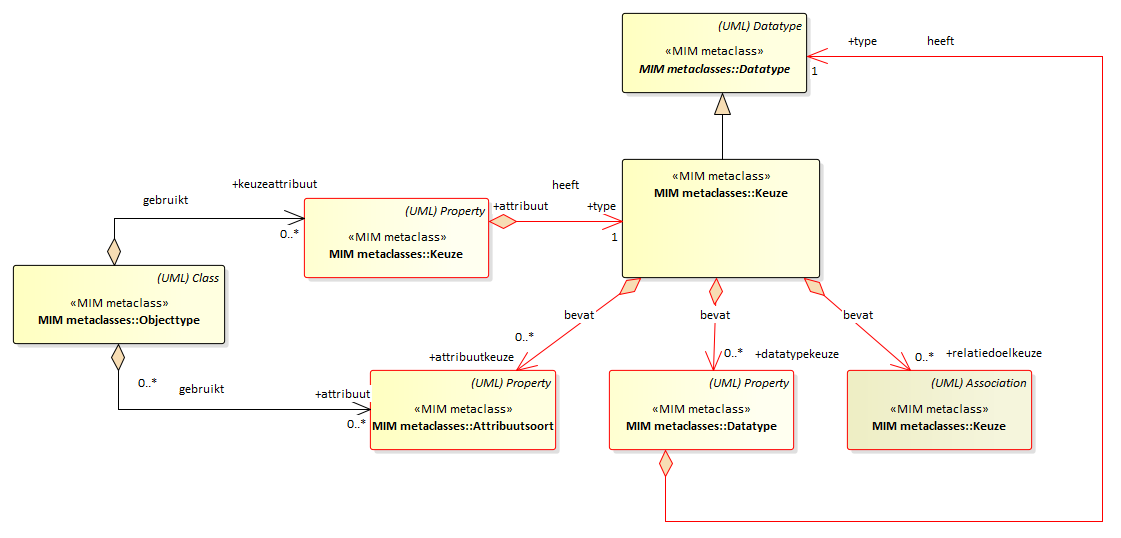 (UML) Datatype
«MIM metaclass»
MIM metaclasses::Datatype
+type
heeft
1
«MIM metaclass»
MIM metaclasses::Keuze
heeft
+attribuut
+type
1
+keuzeattribuut
gebruikt
0..*
(UML) Property
«MIM metaclass»
MIM metaclasses::Keuze
(UML) Class
«MIM metaclass»
MIM metaclasses::Objecttype
0..*
gebruikt
+attribuut
0..*
bevat
0..*
+attribuutkeuze
bevat
0..*
+datatypekeuze
bevat
0..*
+relatiedoelkeuze
(UML) Property
«MIM metaclass»
MIM metaclasses::Attribuutsoort
(UML) Property
«MIM metaclass»
MIM metaclasses::Datatype
(UML) Association
«MIM metaclass»
MIM metaclasses::Keuze